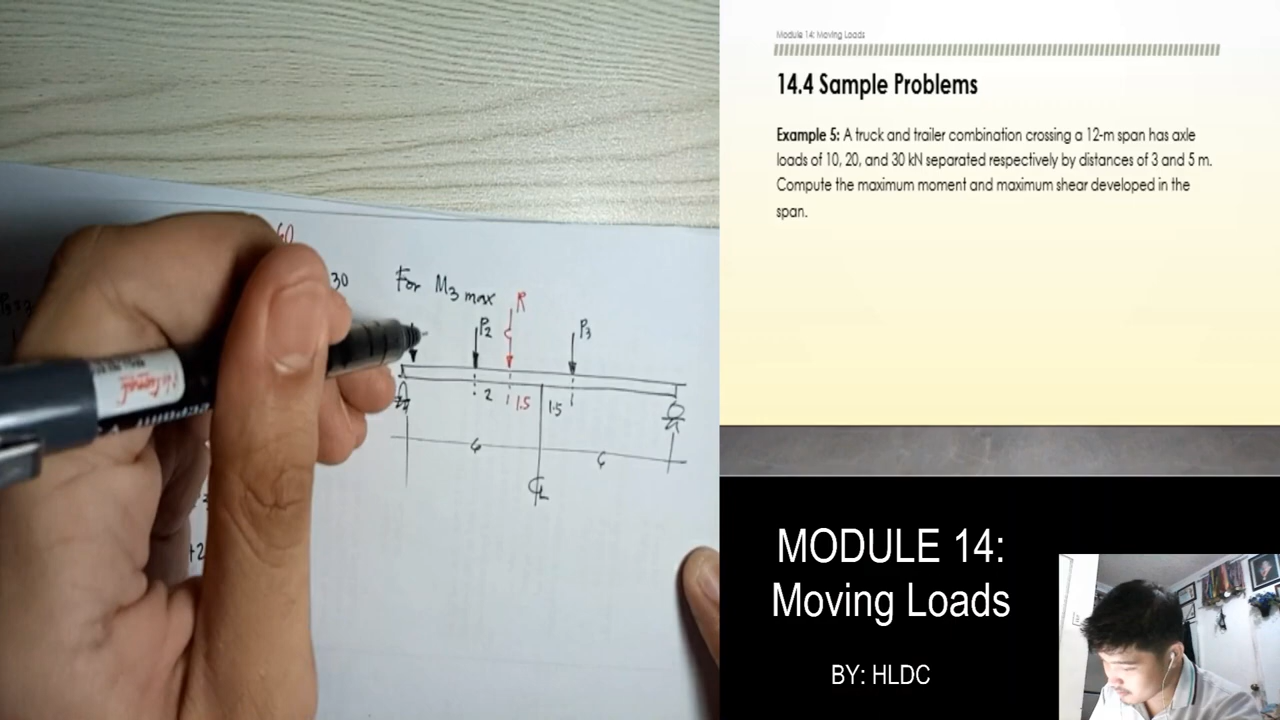 60
30
For M3 max
R
P2
P3
2
1.5
1.5
6
6
CL
+2
Module 14: Moving Loads
14.4 Sample Problems
Example 5: A truck and trailer combination crossing a 12-m span has axle
loads of 10, 20, and 30 kN separated respectively by distances of 3 and 5 m.
Compute the maximum moment and maximum shear developed in the
span.
MODULE 14:
Moving Loads
BY: HLDC